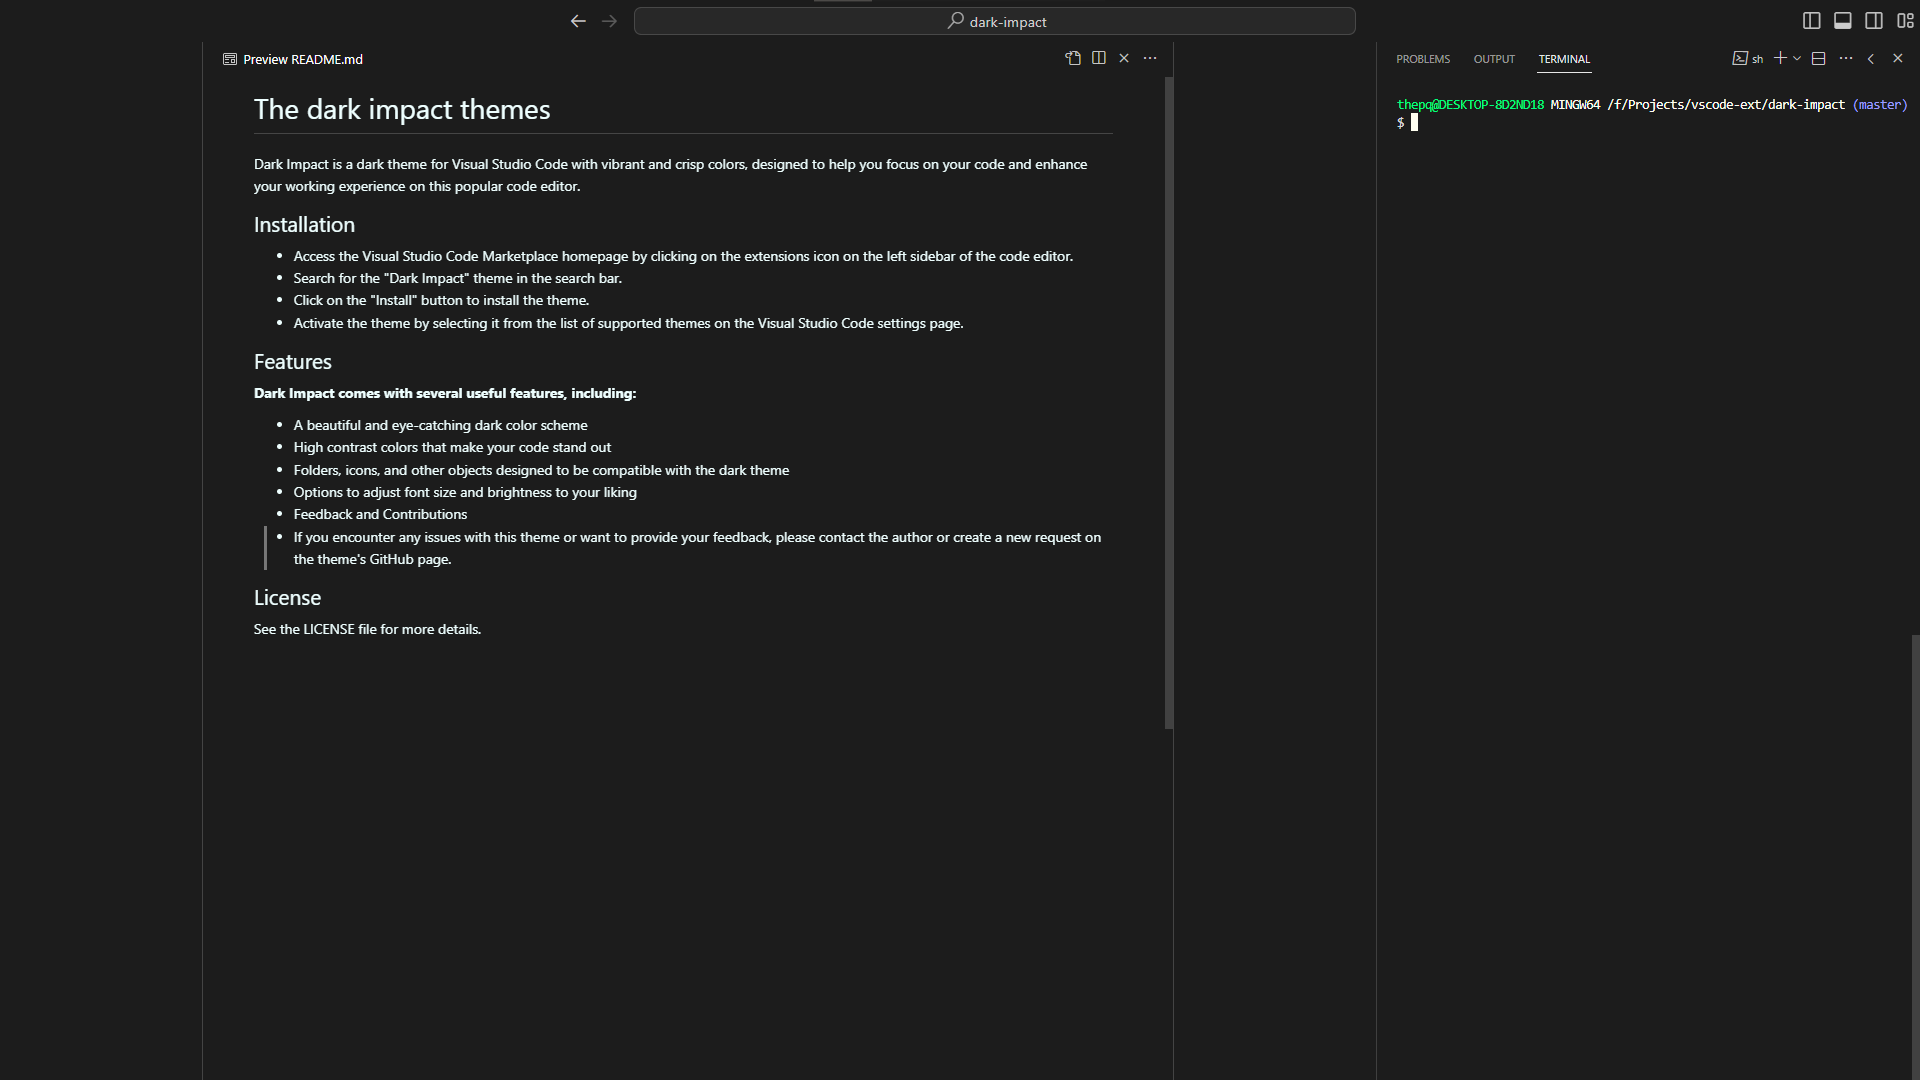 dark-impact
Preview README.md
The dark impact themes
Dark Impact is a dark theme for Visual Studio Code with vibrant and crisp colors, designed to help you focus on your code and enhance
your working experience on this popular code editor.
Installation
• Access the Visual Studio Code Marketplace homepage by clicking on the extensions icon on the left sidebar of the code editor.
• Search for the "Dark Impact" theme in the search bar.
• Click on the "Install" button to install the theme.
• Activate the theme by selecting it from the list of supported themes on the Visual Studio Code settings page.
Features
Dark Impact comes with several useful features, including:
• A beautiful and eye-catching dark color scheme
• High contrast colors that make your code stand out
• Folders, icons, and other objects designed to be compatible with the dark theme
• Options to adjust font size and brightness to your liking
• Feedback and Contributions
• If you encounter any issues with this theme or want to provide your feedback, please contact the author or create a new request on
the theme's GitHub page.
License
See the LICENSE file for more details.
PROBLEMS OUTPUT TERMINAL sh
thepq@DESKTOP-8D2ND18 MINGW64 /f/Projects/vscode-ext/dark-impact (master)
$